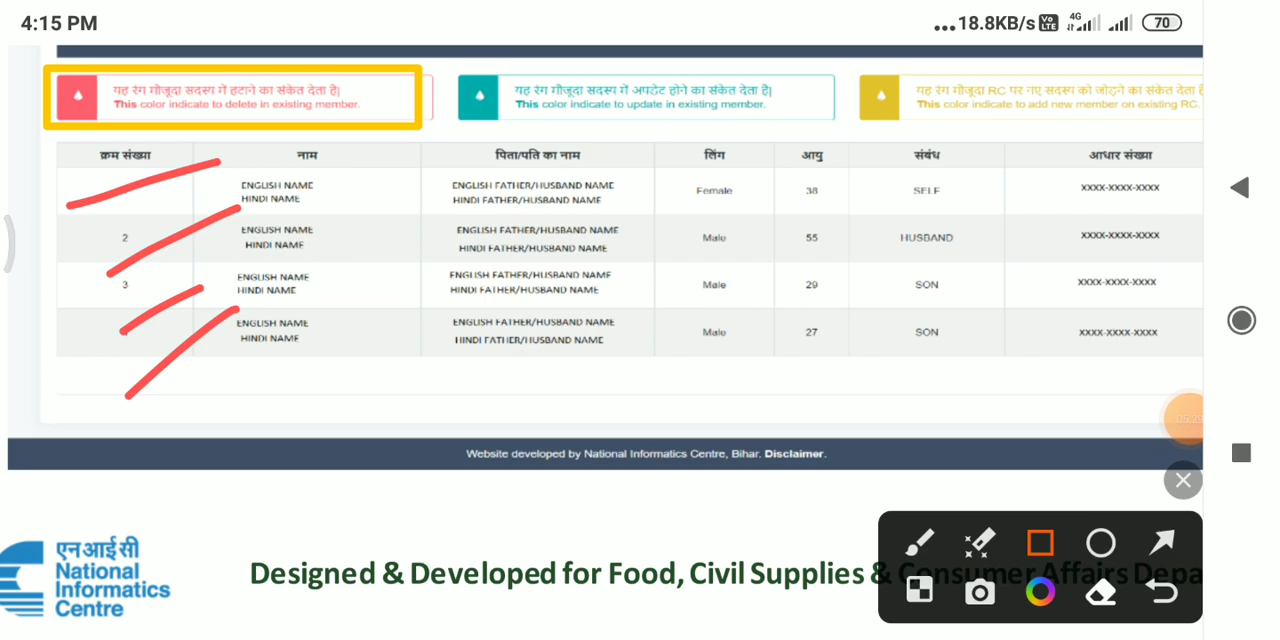 4:15 PM
...18.8KB/s Vo LTE 4G 70
यह रंग मौजूदा सदस्य में हटाने का संकेत देता है|
This color indicate to delete in existing member.
यह रंग मौजूदा सदस्य में अपडेट होने का संकेत देता है|
This color indicate to update in existing member.
यह रंग मौजूदा RC पर नए सदस्य को जोड़ने का संकेत देता है
This color indicate to add new member on existing RC.
क्रम संख्या नाम पिता/पति का नाम लिंग आयु संबंध आधार संख्या
ENGLISH NAME ENGLISH FATHER/HUSBAND NAME
HINDI NAME HINDI FATHER/HUSBAND NAME
Female 38 SELF XXXX-XXXX-XXXX
ENGLISH NAME ENGLISH FATHER/HUSBAND NAME
2 Male 55 HUSBAND XXXX-XXXX-XXXX
HINDI NAME HINDI FATHER/HUSBAND NAME
ENGLISH NAME ENGLISH FATHER/HUSBAND NAME
3 Male 29 SON XXXX-XXXX-XXXX
HINDI NAME HINDI FATHER/HUSBAND NAME
ENGLISH NAME ENGLISH FATHER/HUSBAND NAME
Male 27 SON XXXX-XXXX-XXXX
HINDI NAME HINDI FATHER/HUSBAND NAME
Website developed by National Informatics Centre, Bihar. Disclaimer.
एन आई सी
National
Informatics
Centre
Designed & Developed for Food, Civil Supplies & Consumer Affairs Depa